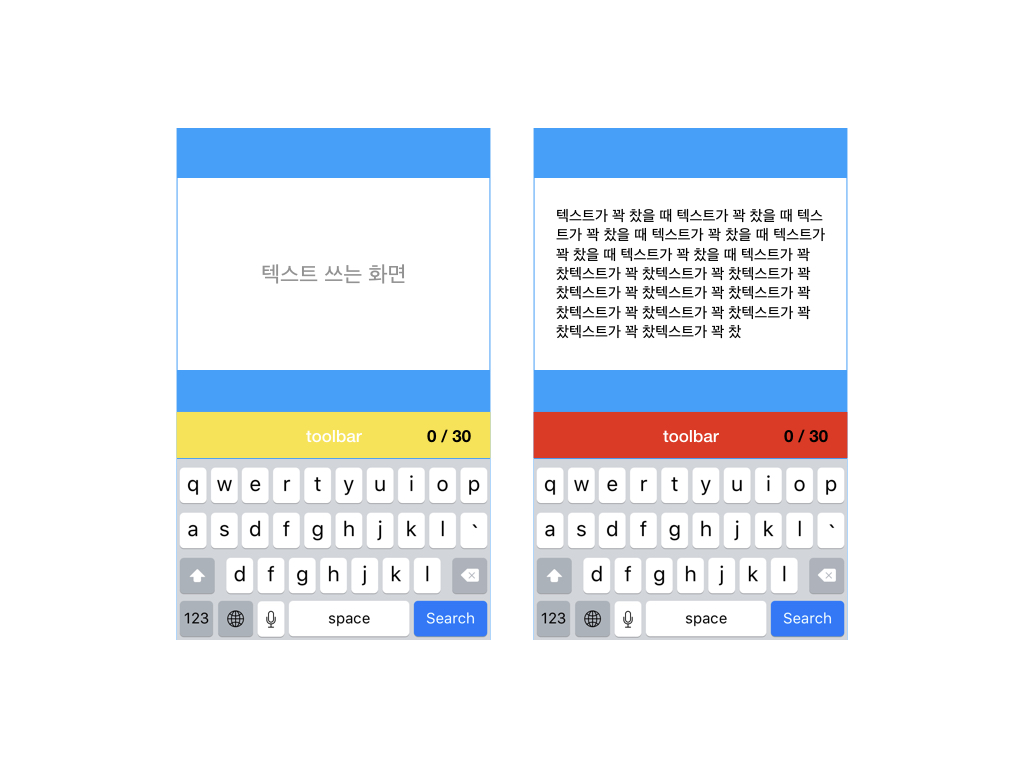 텍스트 쓰는 화면
toolbar
0 / 30
q w e r t y u i o p
a s d f g h j k l `
d f g h j k l
123
space
Search
텍스트가 꽉 찼을 때 텍스트가 꽉 찼을 때 텍스
트가 꽉 찼을 때 텍스트가 꽉 찼을 때 텍스트가
꽉 찼을 때 텍스트가 꽉 찼을 때 텍스트가 꽉
찼텍스트가 꽉 찼텍스트가 꽉 찼텍스트가 꽉
찼텍스트가 꽉 찼텍스트가 꽉 찼텍스트가 꽉
찼텍스트가 꽉 찼텍스트가 꽉 찼텍스트가 꽉
찼텍스트가 꽉 찼텍스트가 꽉 찼
toolbar
0 / 30
q w e r t y u i o p
a s d f g h j k l `
d f g h j k l
123
space
Search